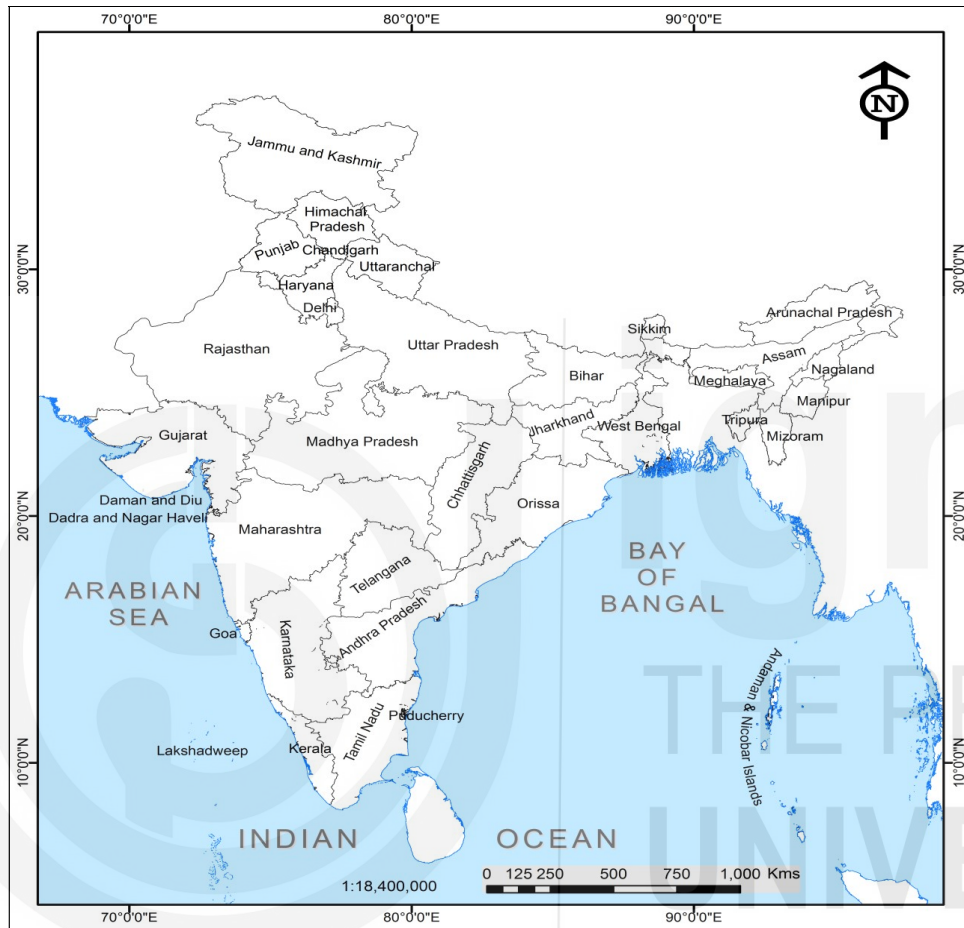 70°0'0"E 80°0'0"E 90°0'0"E
N
Jammu and Kashmir
Himachal
Pradesh
Punjab
Chandigarh
Uttaranchal
30°0'0"N 30°0'0"N
Haryana
Delhi
Rajasthan
Uttar Pradesh
Sikkim
Arunachal Pradesh
Assam
Nagaland
Bihar
Meghalaya
Manipur
Jharkhand
West Bengal
Tripura
Mizoram
Gujarat
Madhya Pradesh
Chhattisgarh
Daman and Diu
Dadra and Nagar Haveli
20°0'0"N 20°0'0"N
Maharashtra
Orissa
Telangana
ARABIAN
SEA
BAY
OF
BANGAL
Goa
Karnataka
Andhra Pradesh
Andaman & Nicobar Islands
Puducherry
Tamil Nadu
Kerala
Lakshadweep
10°0'0"N 10°0'0"N
INDIAN OCEAN
1:18,400,000
0 125 250 500 750 1,000 Kms
70°0'0"E 80°0'0"E 90°0'0"E
ign
THE PE
UNIVE